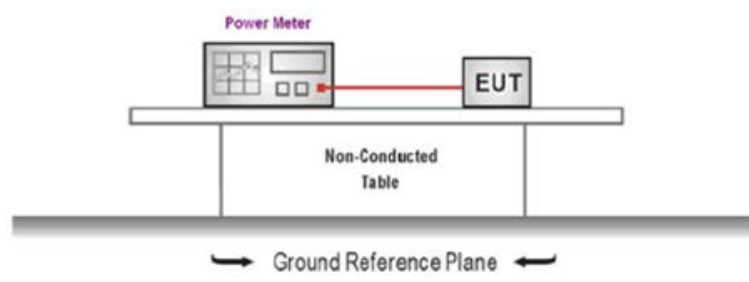 Power Meter
EUT
Non-Conducted
Table
Ground Reference Plane